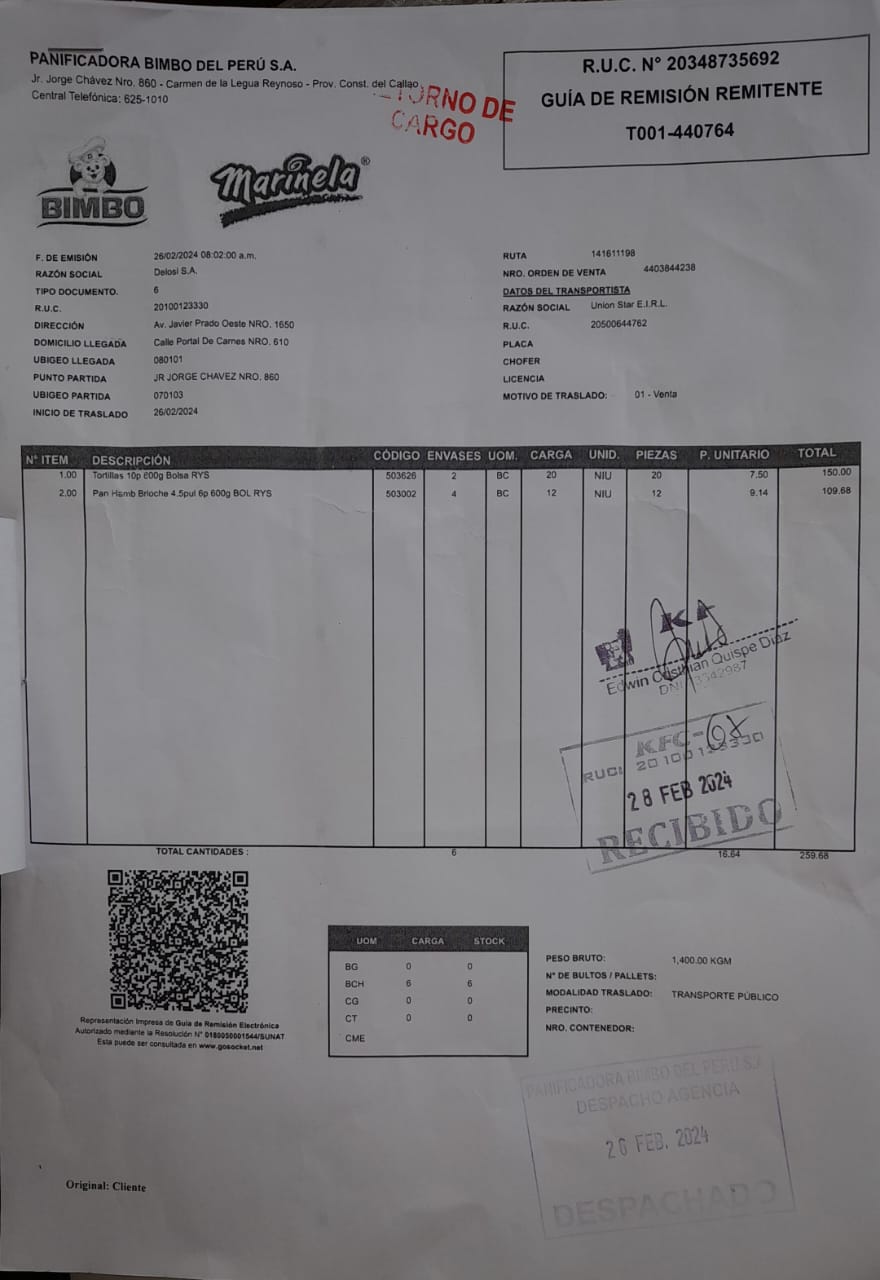 PANIFICADORA BIMBO DEL PERÚ S.A.
Jr. Jorge Chávez Nro. 860 - Carmen de la Legua Reynoso - Prov. Const. del Callao
Central Telefónica: 625-1010
DE
CARGO
R.U.C. N° 20348735692
GUÍA DE REMISIÓN REMITENTE
T001-440764
BIMBO
Marinela®
F. DE EMISIÓN 26/02/2024 08:02:00 a.m.
RAZÓN SOCIAL Delosi S.A.
TIPO DOCUMENTO. 6
R.U.C. 20100123330
DIRECCIÓN Av. Javier Prado Oeste NRO. 1650
DOMICILIO LLEGADA Calle Portal De Carnes NRO. 610
UBIGEO LLEGADA 080101
PUNTO PARTIDA JR JORGE CHAVEZ NRO. 860
UBIGEO PARTIDA 070103
INICIO DE TRASLADO 26/02/2024
RUTA 141611198
NRO. ORDEN DE VENTA 4403844238
DATOS DEL TRANSPORTISTA
RAZÓN SOCIAL Union Star E.I.R.L.
R.U.C. 20500644762
PLACA
CHOFER
LICENCIA
MOTIVO DE TRASLADO: 01 - Venta
N° ITEM DESCRIPCIÓN CÓDIGO ENVASES UOM. CARGA UNID. PIEZAS P. UNITARIO TOTAL
1.00 Tortillas 10p 600g Bolsa RYS 503626 2 BC 20 NIU 20 7.50 150.00
2.00 Pan Hamb Brioche 4.5pul 6p 600g BOL RYS 503002 4 BC 12 NIU 12 9.14 109.68
Edwin Cristhian Quispe Diaz
DNI
KFC-
RUC: 20100123330
28 FEB 2024
RECIBIDO
TOTAL CANTIDADES : 6 16.64 259.68
Representación Impresa de Guía de Remisión Electrónica
Autorizado mediante la Resolución N° 0180050001544/SUNAT
Esta puede ser consultada en www.gosocket.net
UOM CARGA STOCK
BG 0 0
BCH 6 6
CG 0 0
CT 0 0
CME
PESO BRUTO: 1,400.00 KGM
N° DE BULTOS / PALLETS:
MODALIDAD TRASLADO: TRANSPORTE PÚBLICO
PRECINTO:
NRO. CONTENEDOR:
PANIFICADORA BIMBO DEL PERU S.A
DESPACHO AGENCIA
26 FEB. 2024
DESPACHADO
Original: Cliente